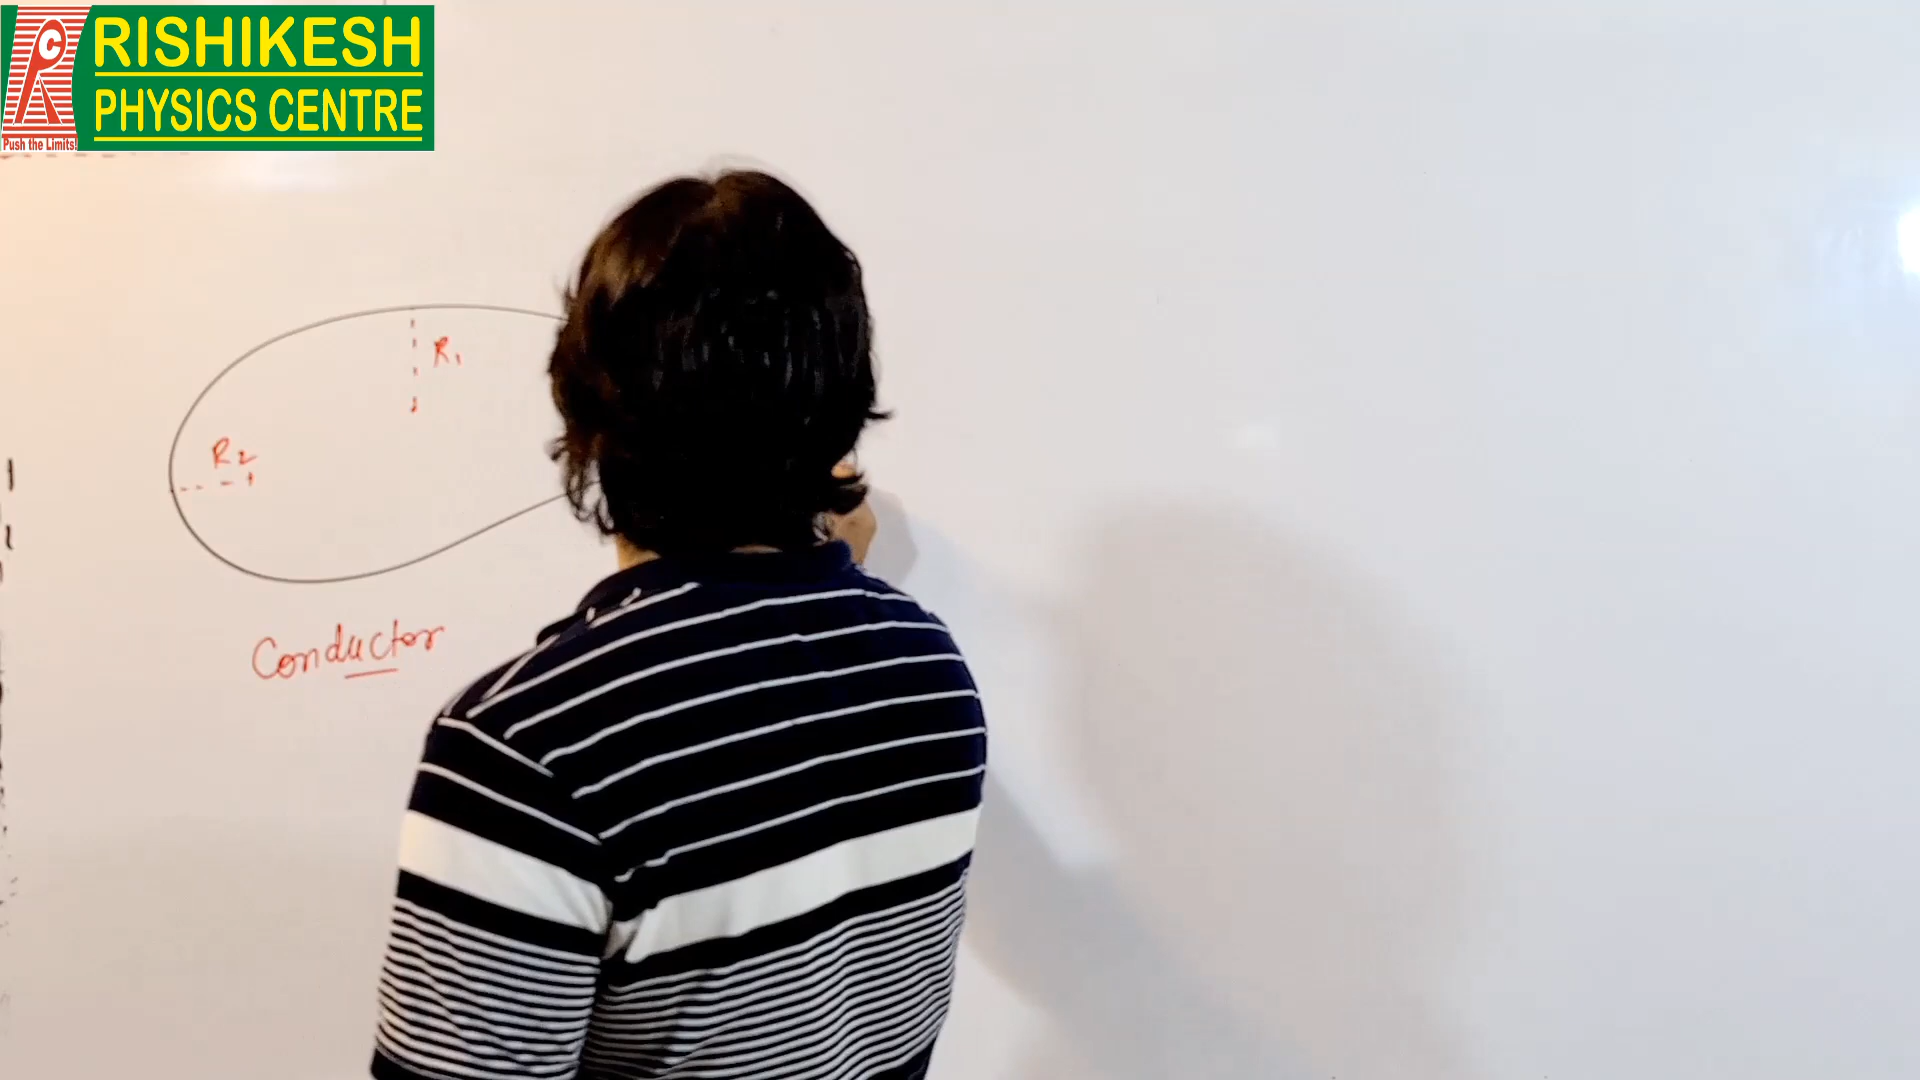 RISHIKESH
PHYSICS CENTRE
Push the Limits!
R₁
R₂
Conductor